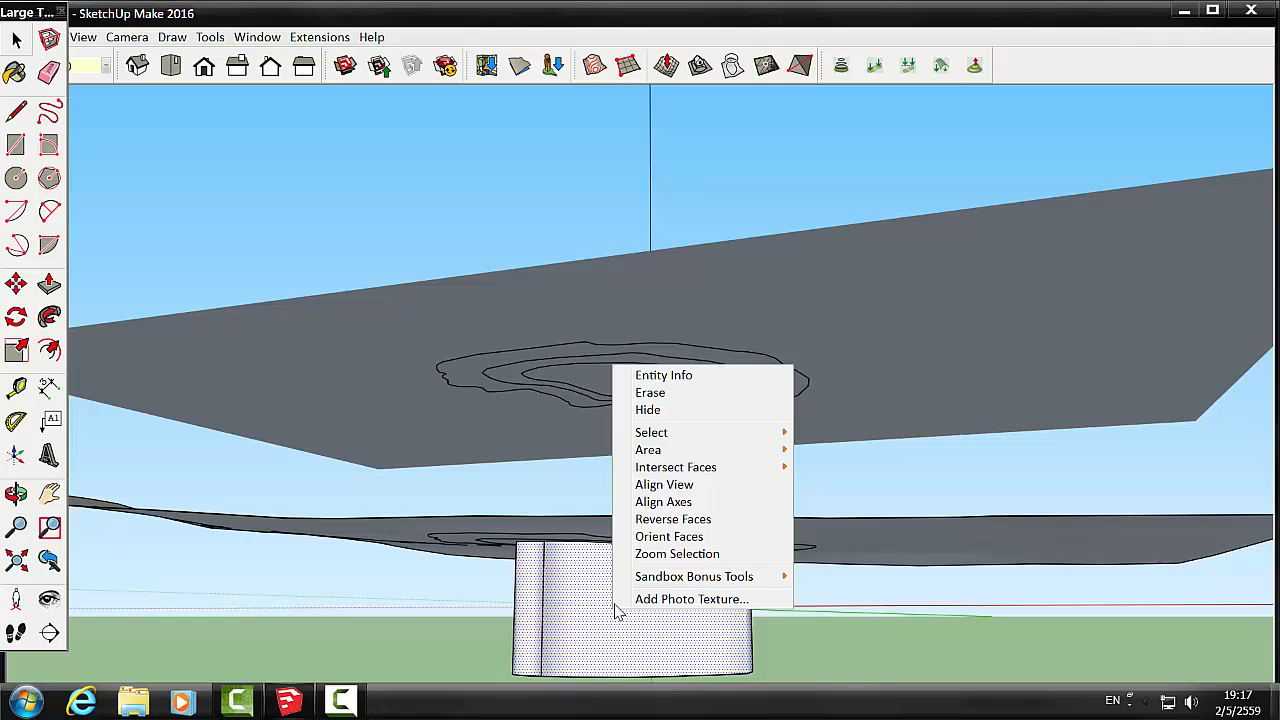 Large T...
- SketchUp Make 2016
View Camera Draw Tools Window Extensions Help
A1
Entity Info
Erase
Hide
Select
Area
Intersect Faces
Align View
Align Axes
Reverse Faces
Orient Faces
Zoom Selection
Sandbox Bonus Tools
Add Photo Texture...
EN
19:17
2/5/2559